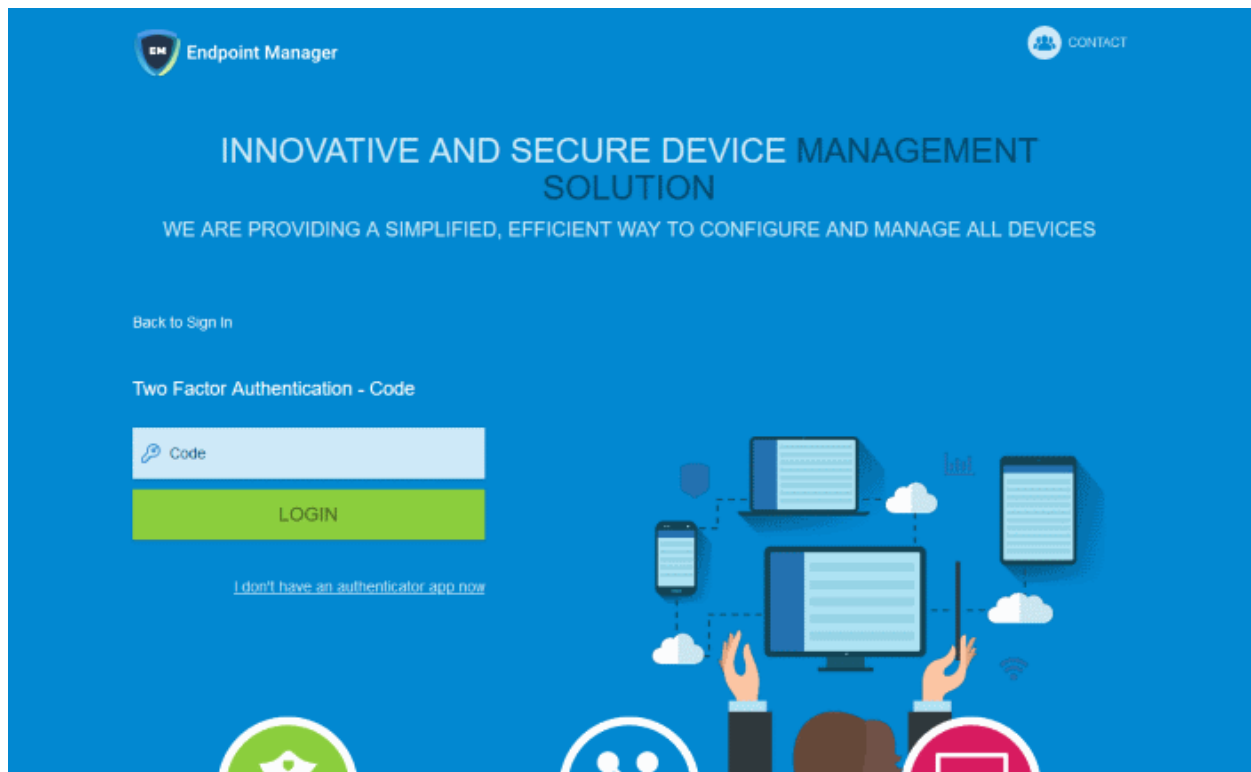 EM Endpoint Manager
CONTACT
INNOVATIVE AND SECURE DEVICE MANAGEMENT
SOLUTION
WE ARE PROVIDING A SIMPLIFIED, EFFICIENT WAY TO CONFIGURE AND MANAGE ALL DEVICES
Back to Sign In
Two Factor Authentication - Code
Code
LOGIN
I don't have an authenticator app now